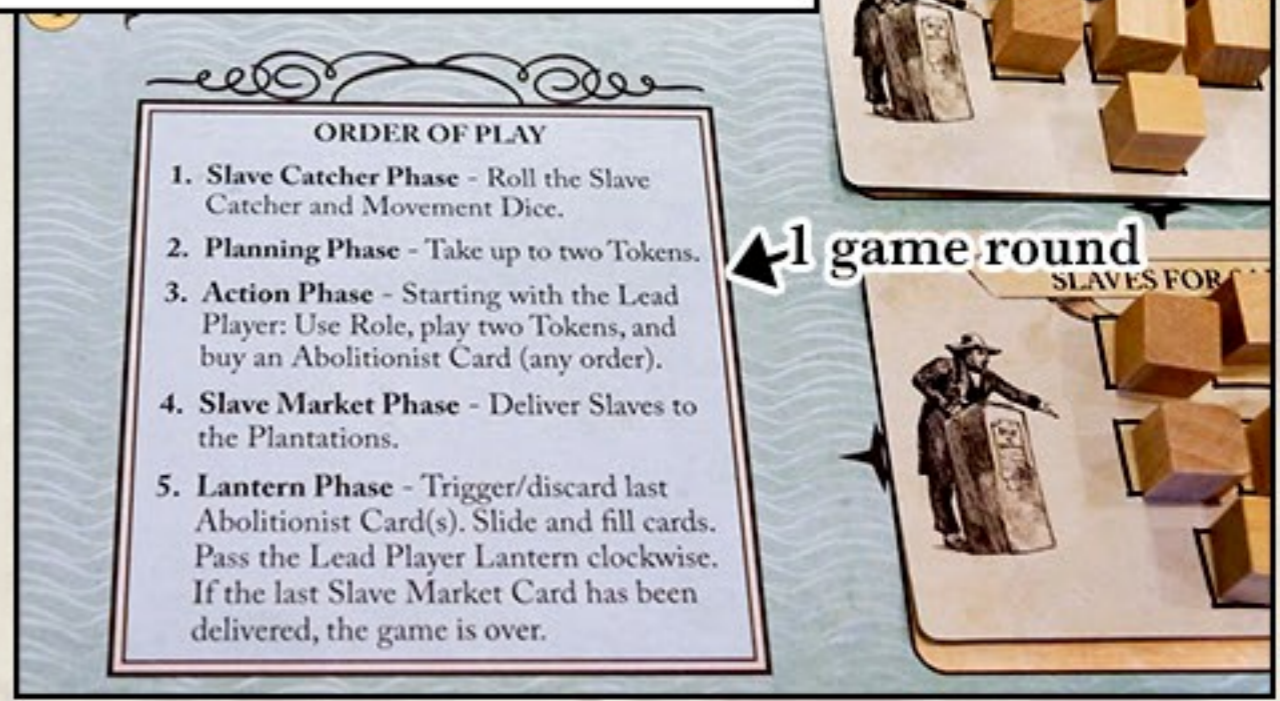 ORDER OF PLAY
1. Slave Catcher Phase - Roll the Slave
Catcher and Movement Dice.
2. Planning Phase - Take up to two Tokens.
3. Action Phase - Starting with the Lead
Player: Use Role, play two Tokens, and
buy an Abolitionist Card (any order).
4. Slave Market Phase - Deliver Slaves to
the Plantations.
5. Lantern Phase - Trigger/discard last
Abolitionist Card(s). Slide and fill cards.
Pass the Lead Player Lantern clockwise.
If the last Slave Market Card has been
delivered, the game is over.
1 game round
SLAVES FOR